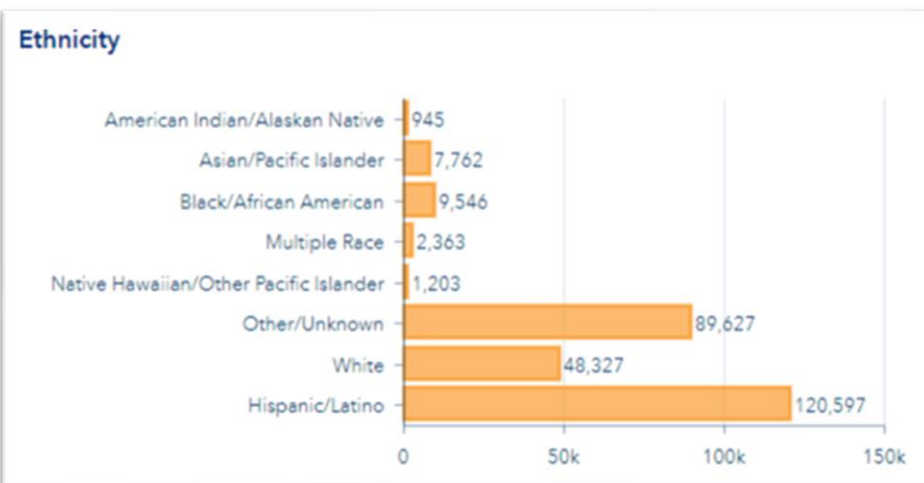 Ethnicity
American Indian/Alaskan Native 945
Asian/Pacific Islander 7,762
Black/African American 9,546
Multiple Race 2,363
Native Hawaiian/Other Pacific Islander 1,203
Other/Unknown 89,627
White 48,327
Hispanic/Latino 120,597
0 50k 100k 150k